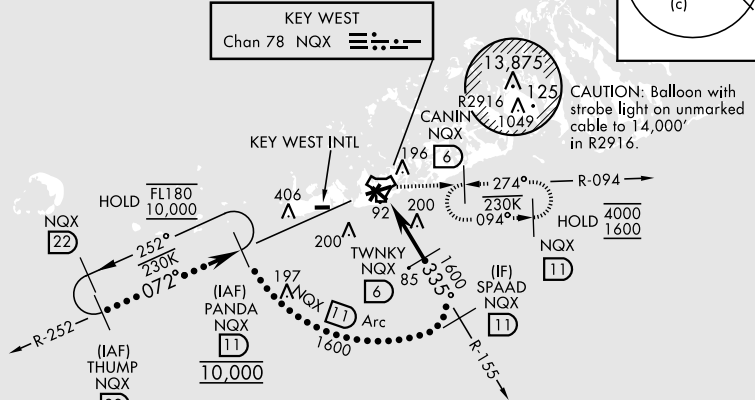 (c)
KEY WEST
Chan 78 NQX
13,875
125
R2916
1049
CAUTION: Balloon with
strobe light on unmarked
cable to 14,000'
in R2916.
CANIN
NQX
6
196
KEY WEST INTL
406
HOLD
FL180
10,000
NQX
22
252°
230K
072°
92
200
200
274°
230K
094°
R-094
HOLD
4000
1600
NQX
11
TWNKY
NQX
6
85
1600
335°
(IF)
SPAAD
NQX
11
(IAF)
PANDA
NQX
11
10,000
197
NQX 11 Arc
1600
R-252
(IAF)
THUMP
NQX
R-155